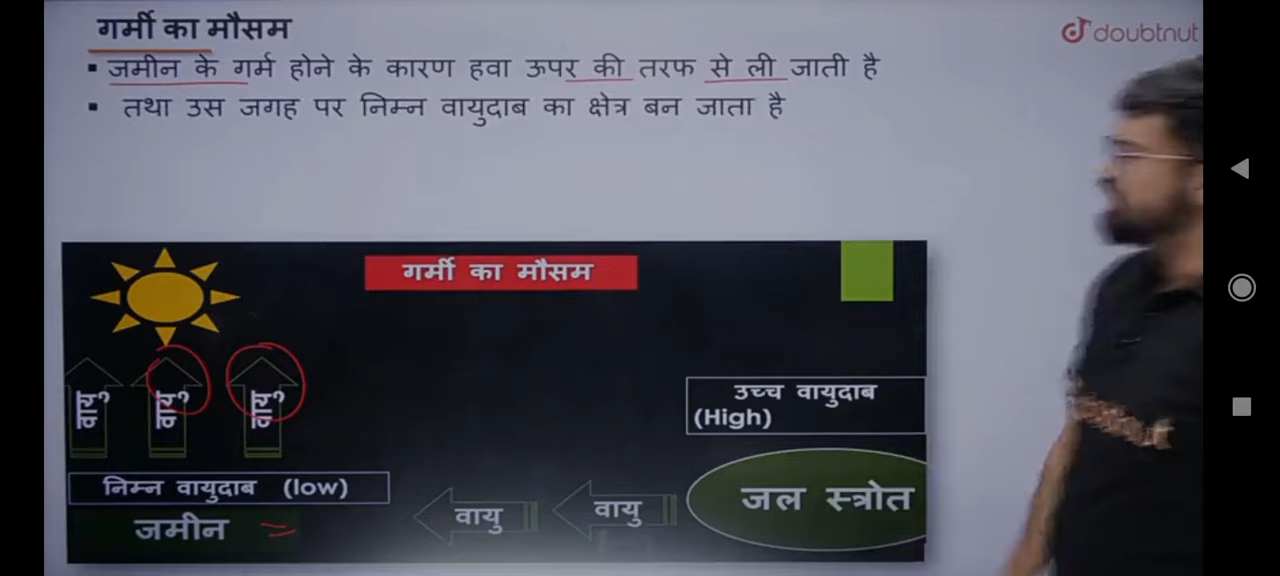 गर्मी का मौसम
doubtnut
▪ जमीन के गर्म होने के कारण हवा ऊपर की तरफ से ली जाती है
▪ तथा उस जगह पर निम्न वायुदाब का क्षेत्र बन जाता है
गर्मी का मौसम
वायु
वायु
वायु
उच्च वायुदाब
(High)
निम्न वायुदाब (low)
जमीन =
वायु
वायु
जल स्त्रोत